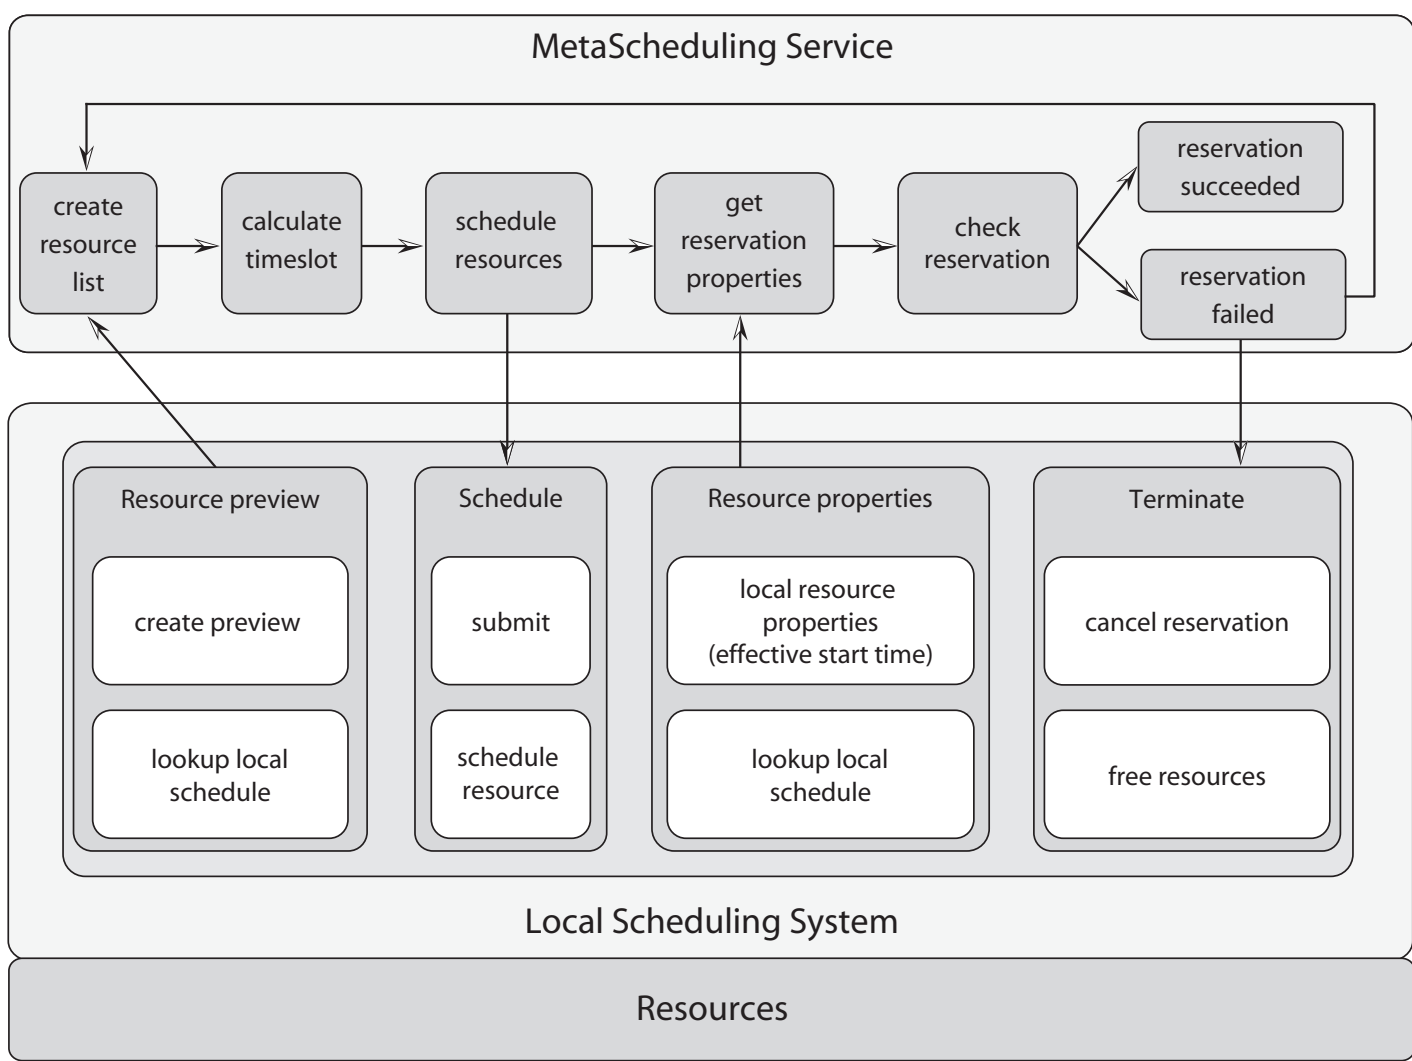 MetaScheduling Service
create
resource
list
calculate
timeslot
schedule
resources
get
reservation
properties
check
reservation
reservation
succeeded
reservation
failed
Resource preview
create preview
lookup local
schedule
Schedule
submit
schedule
resource
Resource properties
local resource
properties
(effective start time)
lookup local
schedule
Terminate
cancel reservation
free resources
Local Scheduling System
Resources